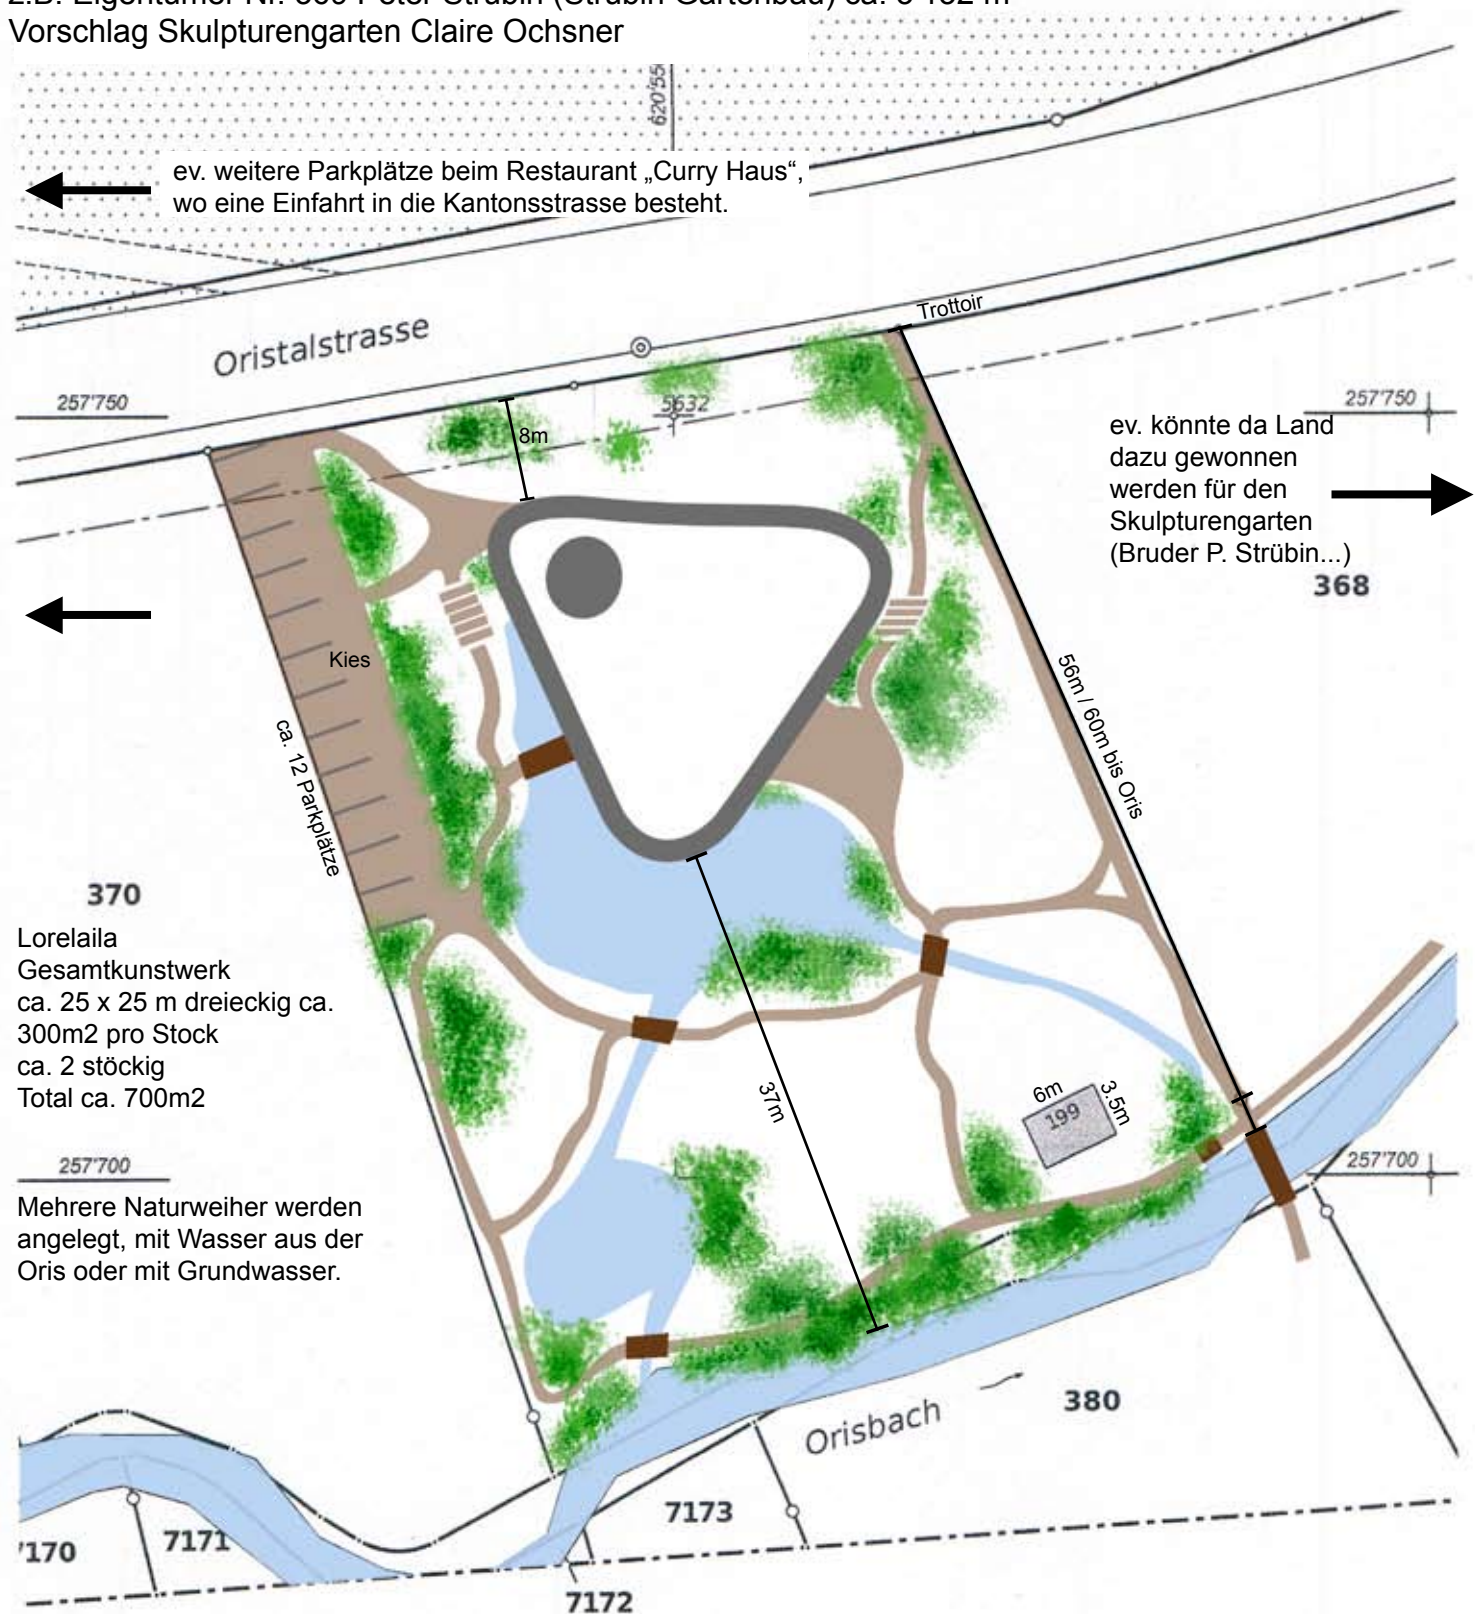 Vorschlag Skulpturengarten Claire Ochsner
620'55
ev. weitere Parkplätze beim Restaurant „Curry Haus“,
wo eine Einfahrt in die Kantonsstrasse besteht.
Trottoir
Oristalstrasse
257'750
5632
257'750
8m
ev. könnte da Land
dazu gewonnen
werden für den
Skulpturengarten
(Bruder P. Strübin...)
368
Kies
56m / 60m bis Oris
ca. 12 Parkplätze
370
Lorelaila
Gesamtkunstwerk
ca. 25 x 25 m dreieckig ca.
300m2 pro Stock
ca. 2 stöckig
Total ca. 700m2
37m
6m
3.5m
199
257'700
257'700
Mehrere Naturweiher werden
angelegt, mit Wasser aus der
Oris oder mit Grundwasser.
Orisbach
380
7173
7171
7170
7172